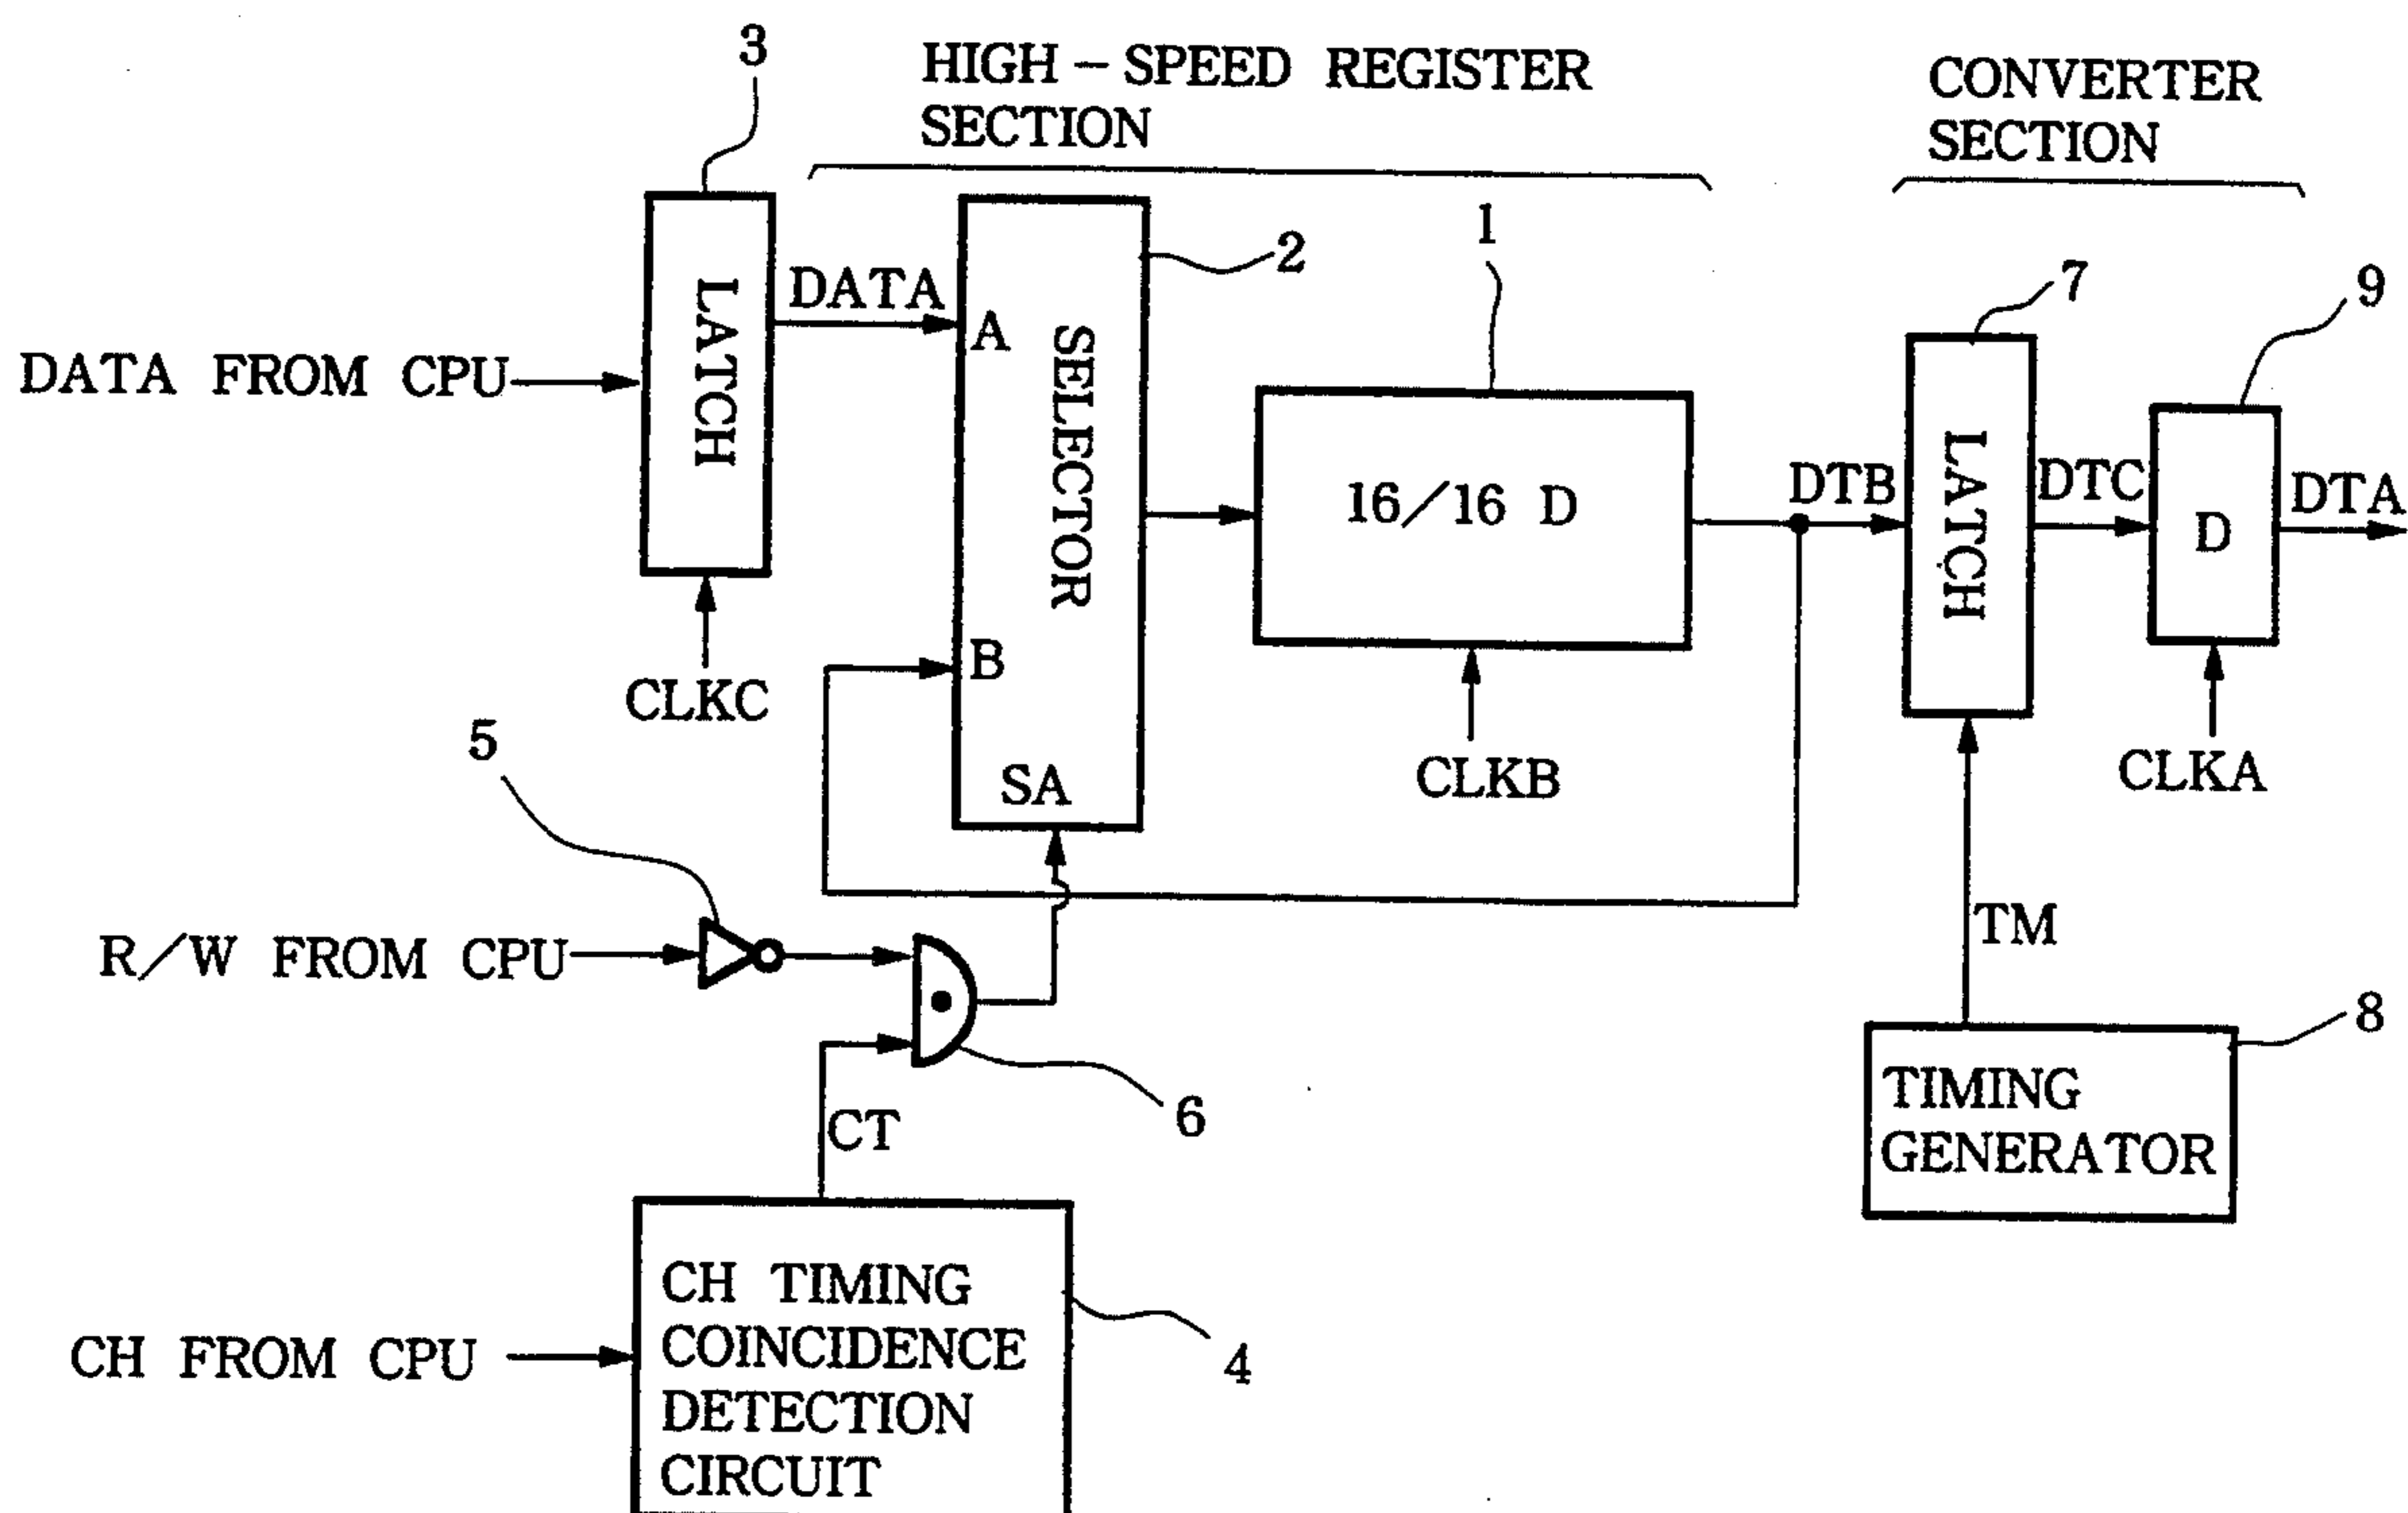 3
HIGH-SPEED REGISTER
SECTION
CONVERTER
SECTION
LATCH
DATA
A
SELECTOR
2
1
7
9
DATA FROM CPU
16/16 D
DTB
LATCH
DTC
D
DTA
B
CLKC
CLKB
CLKA
5
SA
R/W FROM CPU
TM
6
CT
8
TIMING
GENERATOR
CH FROM CPU
CH TIMING
COINCIDENCE
DETECTION
CIRCUIT
4